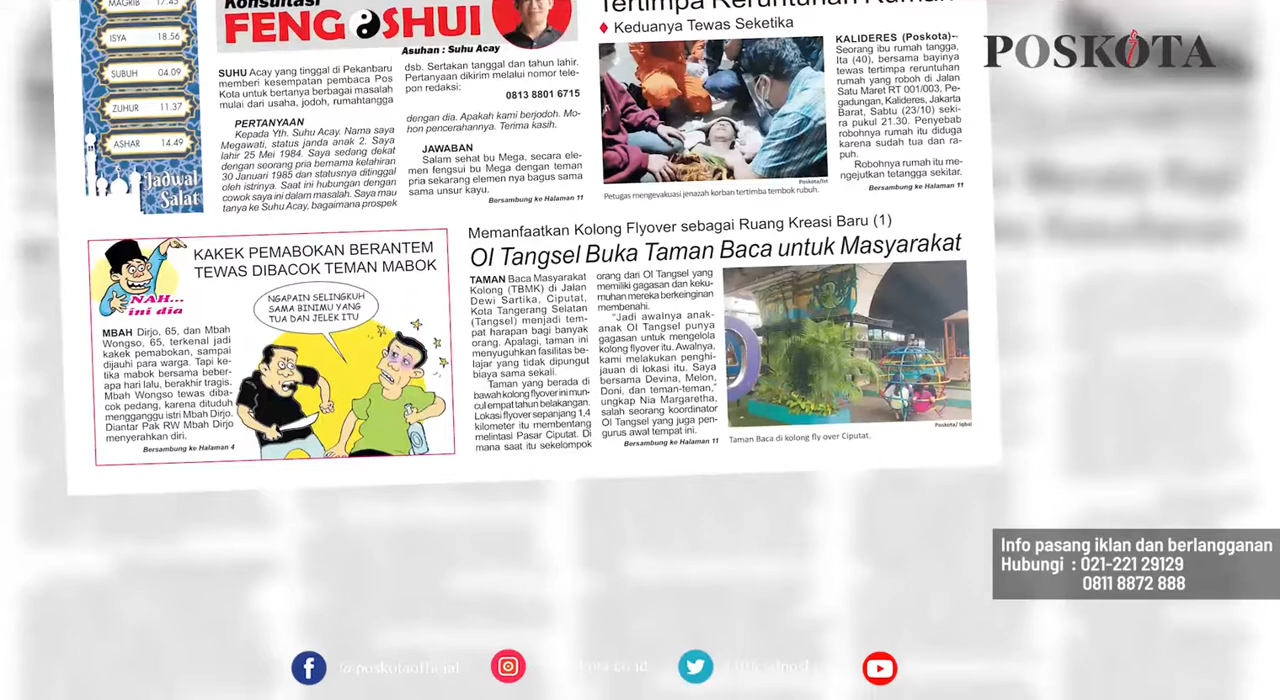 MAGRIB 17.45
ISYA 18.56
SUBUH 04.09
ZUHUR 11.37
ASHAR 14.49
Jadwal
Salat
Konsultasi
FENG SHUI
Asuhan : Suhu Acay
SUHU Acay yang tinggal di Pekanbaru
memberi kesempatan pembaca Pos
Kota untuk bertanya berbagai masalah
mulai dari usaha, jodoh, rumahtangga
PERTANYAAN
Kepada Yth. Suhu Acay. Nama saya
Megawati, status janda anak 2. Saya
lahir 25 Mei 1984. Saya sedang dekat
dengan seorang pria bernama kelahiran
30 Januari 1985 dan statusnya ditinggal
oleh istrinya. Saat ini hubungan dengan
cowok saya ini dalam masalah. Saya mau
tanya ke Suhu Acay, bagaimana prospek
dsb. Sertakan tanggal dan tahun lahir.
Pertanyaan dikirim melalui nomor tele-
pon redaksi:
0813 8801 6715
dengan dia. Apakah kami berjodoh. Mo-
hon pencerahannya. Terima kasih.
JAWABAN
Salam sehat bu Mega, secara ele-
men fengsui bu Mega dengan teman
pria sekarang elemen nya bagus sama
sama unsur kayu.
Bersambung ke Halaman 11
Tertimpa Keruntuhan Rumah
Keduanya Tewas Seketika
Poskota/Ist
Petugas mengevakuasi jenazah korban tertimba tembok rubuh.
KALIDERES (Poskota)--
Seorang ibu rumah tangga,
Ita (40), bersama bayinya
tewas tertimpa reruntuhan
rumah yang roboh di Jalan
Satu Maret RT 001/003, Pe-
gadungan, Kalideres, Jakarta
Barat, Sabtu (23/10) seki-
ra pukul 21.30. Penyebab
robohnya rumah itu diduga
karena sudah tua dan ra-
puh.
Robohnya rumah itu me-
ngejutkan tetangga sekitar.
Bersambung ke Halaman 11
POSKOTA
NAH...
ini dia
KAKEK PEMABOKAN BERANTEM
TEWAS DIBACOK TEMAN MABOK
MBAH Dirjo, 65, dan Mbah
Wongso, 65, terkenal jadi
kakek pemabokan, sampai
dijauhi para warga. Tapi ke-
tika mabok bersama beber-
apa hari lalu, berakhir tragis.
Mbah Wongso tewas diba-
cok pedang, karena dituduh
mengganggu istri Mbah Dirjo.
Diantar Pak RW Mbah Dirjo
menyerahkan diri.
Bersambung ke Halaman 4
NGAPAIN SELINGKUH
SAMA BINIMU YANG
TUA DAN JELEK ITU
Memanfaatkan Kolong Flyover sebagai Ruang Kreasi Baru (1)
OI Tangsel Buka Taman Baca untuk Masyarakat
TAMAN Baca Masyarakat
Kolong (TBMK) di Jalan
Dewi Sartika, Ciputat,
Kota Tangerang Selatan
(Tangsel) menjadi tem-
pat harapan bagi banyak
orang. Apalagi, taman ini
menyuguhkan fasilitas be-
lajar yang tidak dipungut
biaya sama sekali.
Taman yang berada di
bawah kolong flyover ini mun-
cul empat tahun belakangan.
Lokasi flyover sepanjang 1,4
kilometer itu membentang
melintasi Pasar Ciputat. Di
mana saat itu sekelompok
orang dari OI Tangsel yang
memiliki gagasan dan keku-
muhan mereka berkeinginan
membenahi.
"Jadi awalnya anak-
anak OI Tangsel punya
gagasan untuk mengelola
kolong flyover itu. Awalnya,
kami melakukan penghi-
jauan di lokasi itu. Saya
bersama Devina, Melon,
Doni, dan teman-teman,"
ungkap Nia Margaretha,
salah seorang koordinator
OI Tangsel yang juga pen-
gurus awal tempat ini.
Bersambung ke Halaman 11
Poskota/ Iqbal
Taman Baca di kolong fly over Ciputat.
Info pasang iklan dan berlangganan
Hubungi : 021-221 29129
0811 8872 888
@poskotaofficial